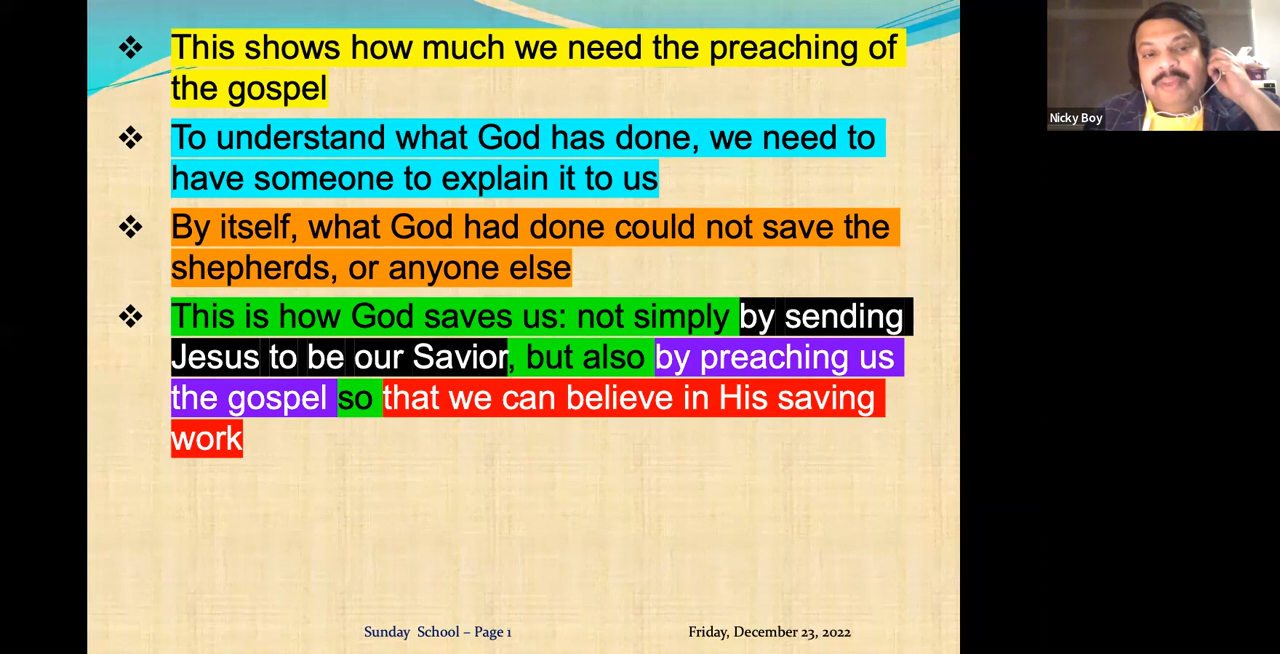 ❖ This shows how much we need the preaching of
the gospel
❖ To understand what God has done, we need to
have someone to explain it to us
❖ By itself, what God had done could not save the
shepherds, or anyone else
❖ This is how God saves us: not simply by sending
Jesus to be our Savior, but also by preaching us
the gospel so that we can believe in His saving
work
Sunday School – Page 1
Friday, December 23, 2022
Nicky Boy